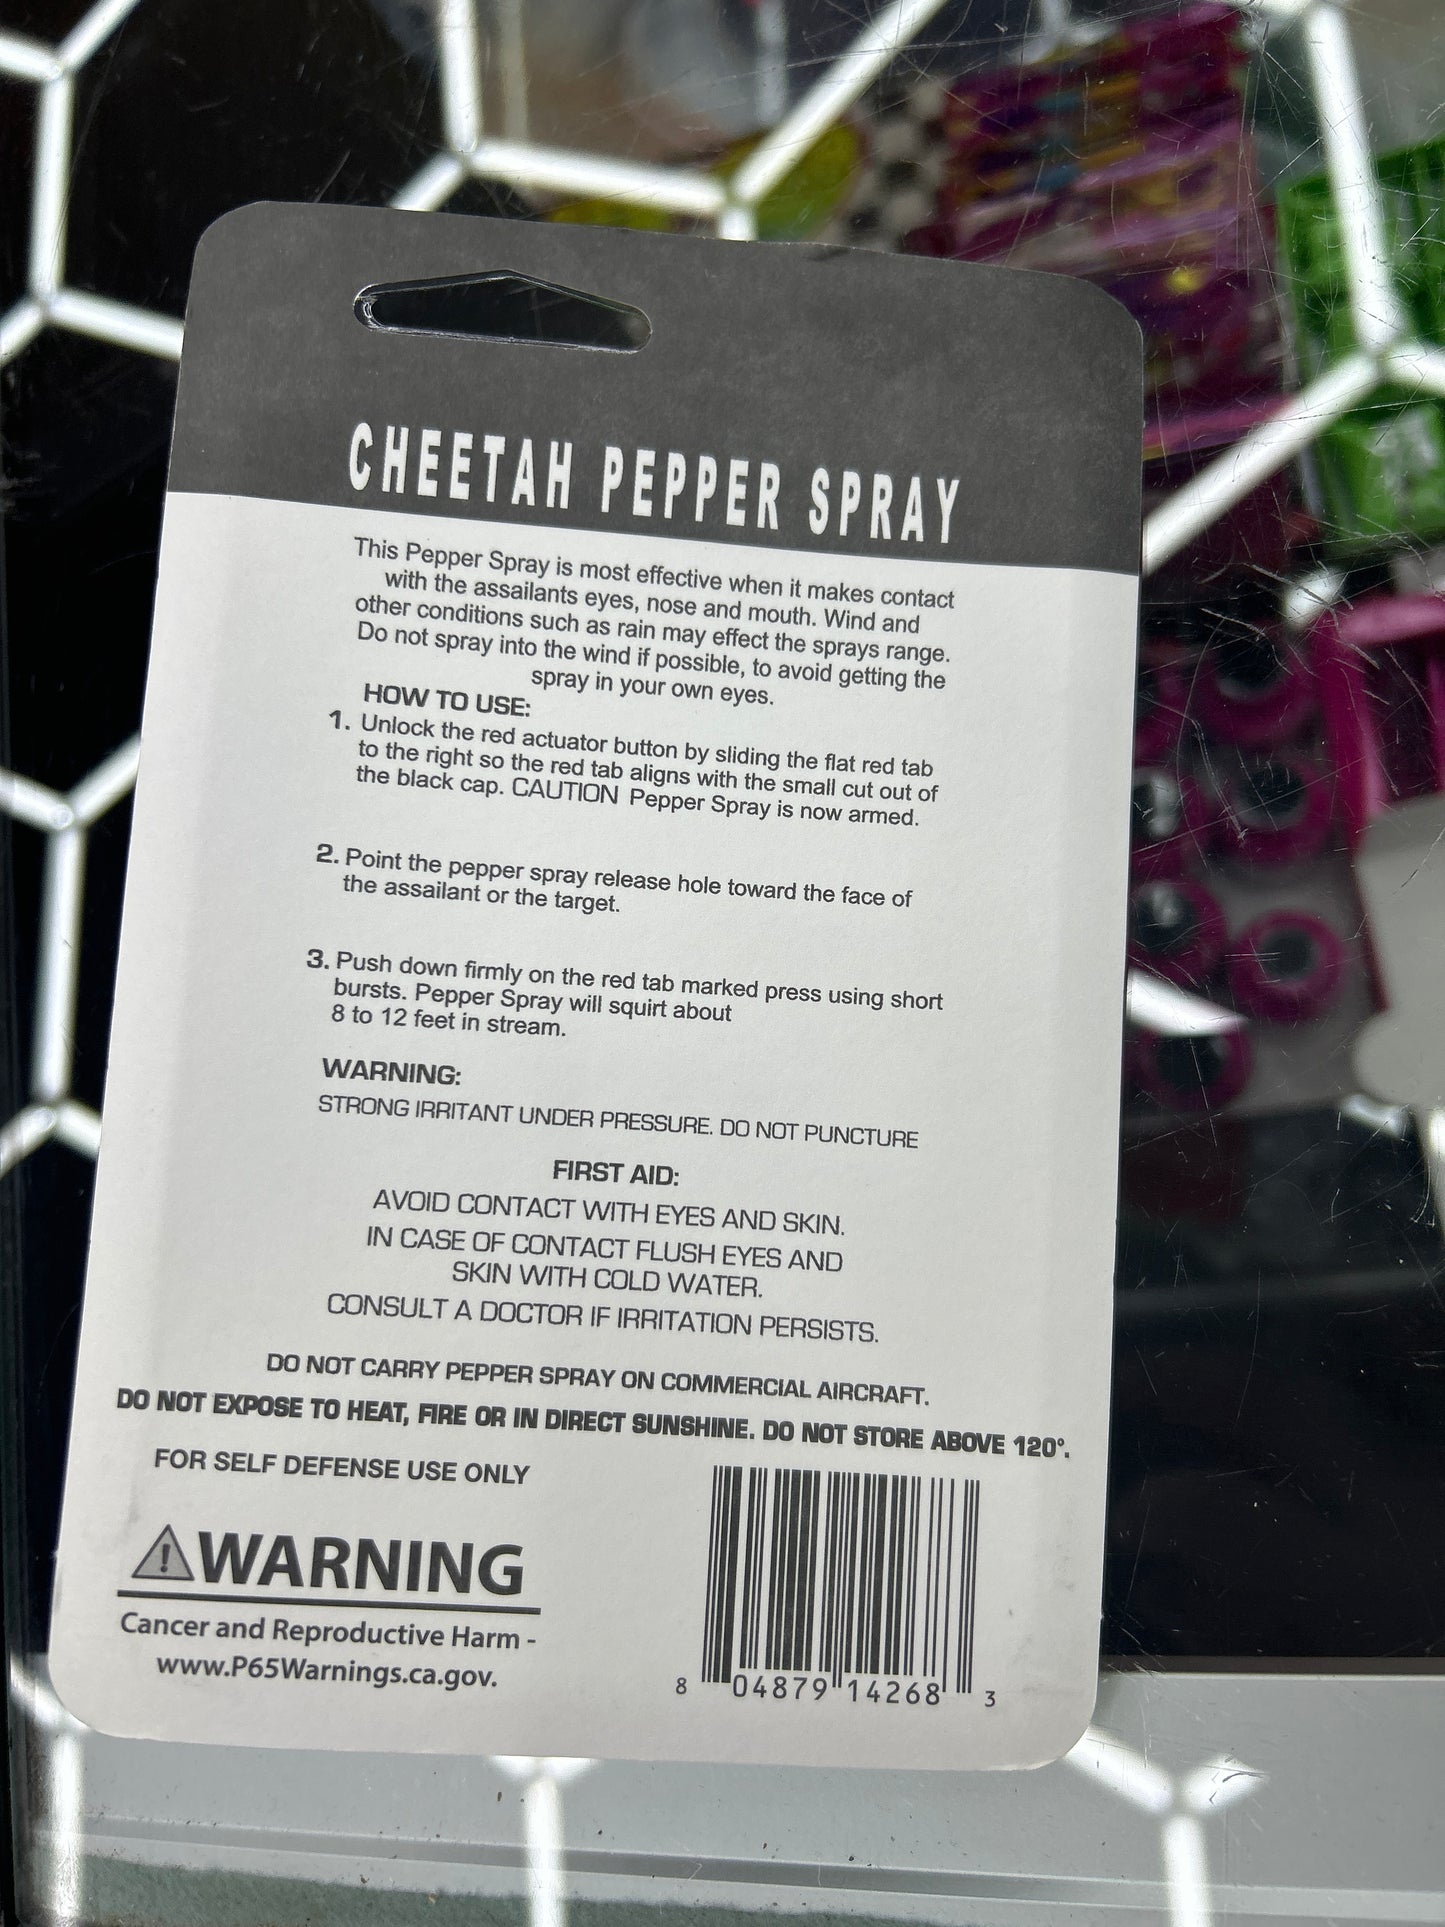 CHEETAH PEPPER SPRAY
This Pepper Spray is most effective when it makes contact
with the assailants eyes, nose and mouth. Wind and
other conditions such as rain may effect the sprays range.
Do not spray into the wind if possible, to avoid getting the
spray in your own eyes.
HOW TO USE:
1. Unlock the red actuator button by sliding the flat red tab
to the right so the red tab aligns with the small cut out of
the black cap. CAUTION Pepper Spray is now armed.
2. Point the pepper spray release hole toward the face of
the assailant or the target.
3. Push down firmly on the red tab marked press using short
bursts. Pepper Spray will squirt about
8 to 12 feet in stream.
WARNING:
STRONG IRRITANT UNDER PRESSURE. DO NOT PUNCTURE
FIRST AID:
AVOID CONTACT WITH EYES AND SKIN.
IN CASE OF CONTACT FLUSH EYES AND
SKIN WITH COLD WATER.
CONSULT A DOCTOR IF IRRITATION PERSISTS.
DO NOT CARRY PEPPER SPRAY ON COMMERCIAL AIRCRAFT.
DO NOT EXPOSE TO HEAT, FIRE OR IN DIRECT SUNSHINE. DO NOT STORE ABOVE 120°.
FOR SELF DEFENSE USE ONLY
WARNING
Cancer and Reproductive Harm -
www.P65Warnings.ca.gov.
8 04879 14268 3